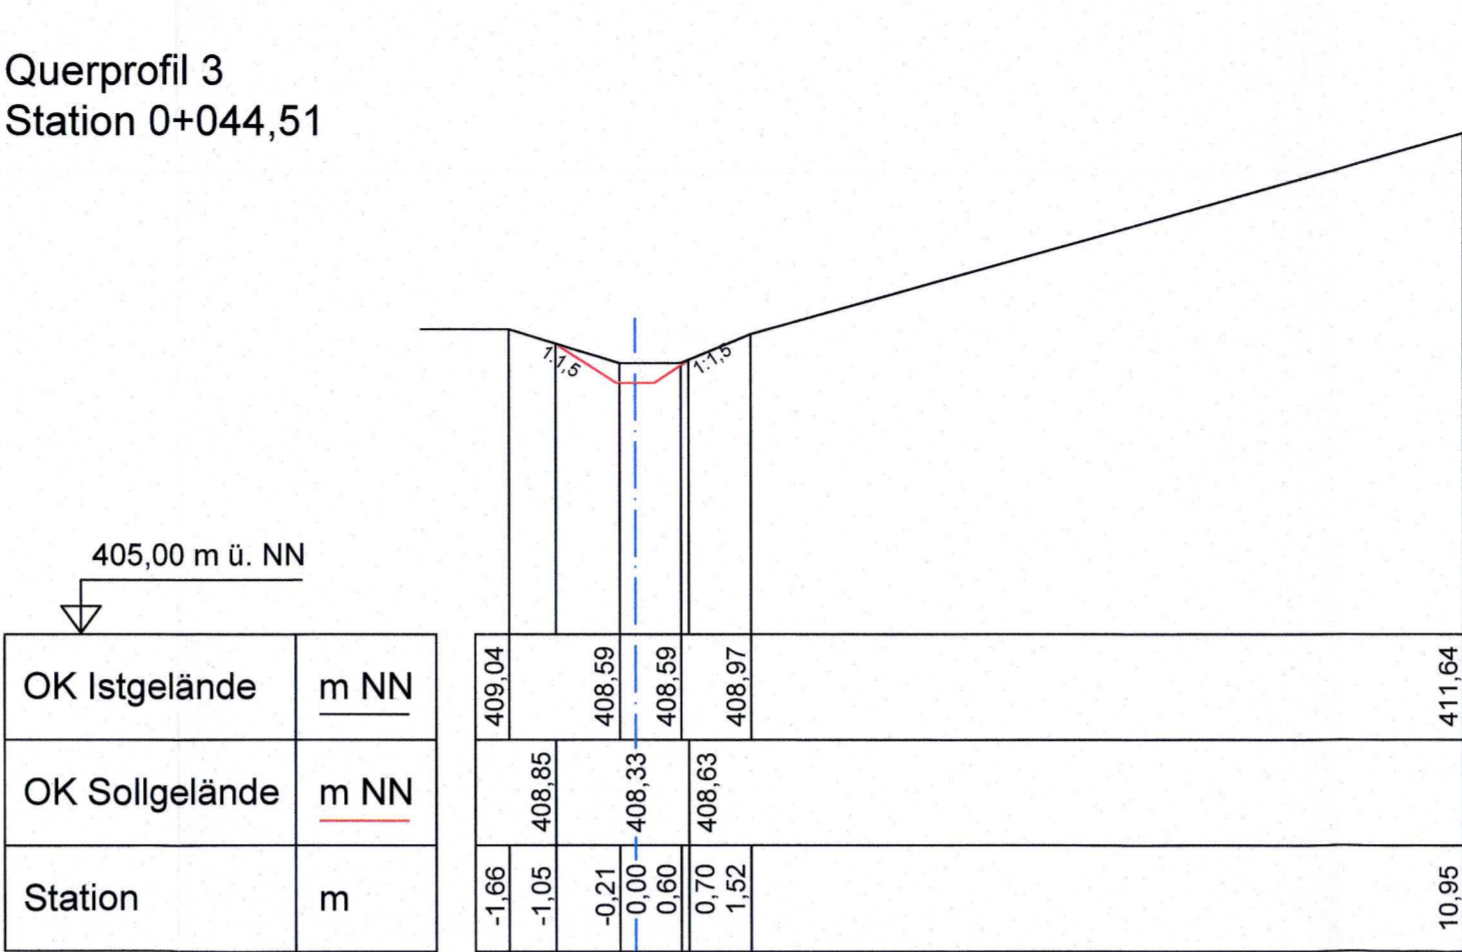 Querprofil 3
Station 0+044,51
1:1,5
1:1,5
405,00 m ü. NN
OK Istgelände m NN 409,04 408,59 408,59 408,97 411,64
OK Sollgelände m NN 408,85 408,33 408,63
Station m -1,66 -1,05 -0,21 0,00 0,60 0,70 1,52 10,95